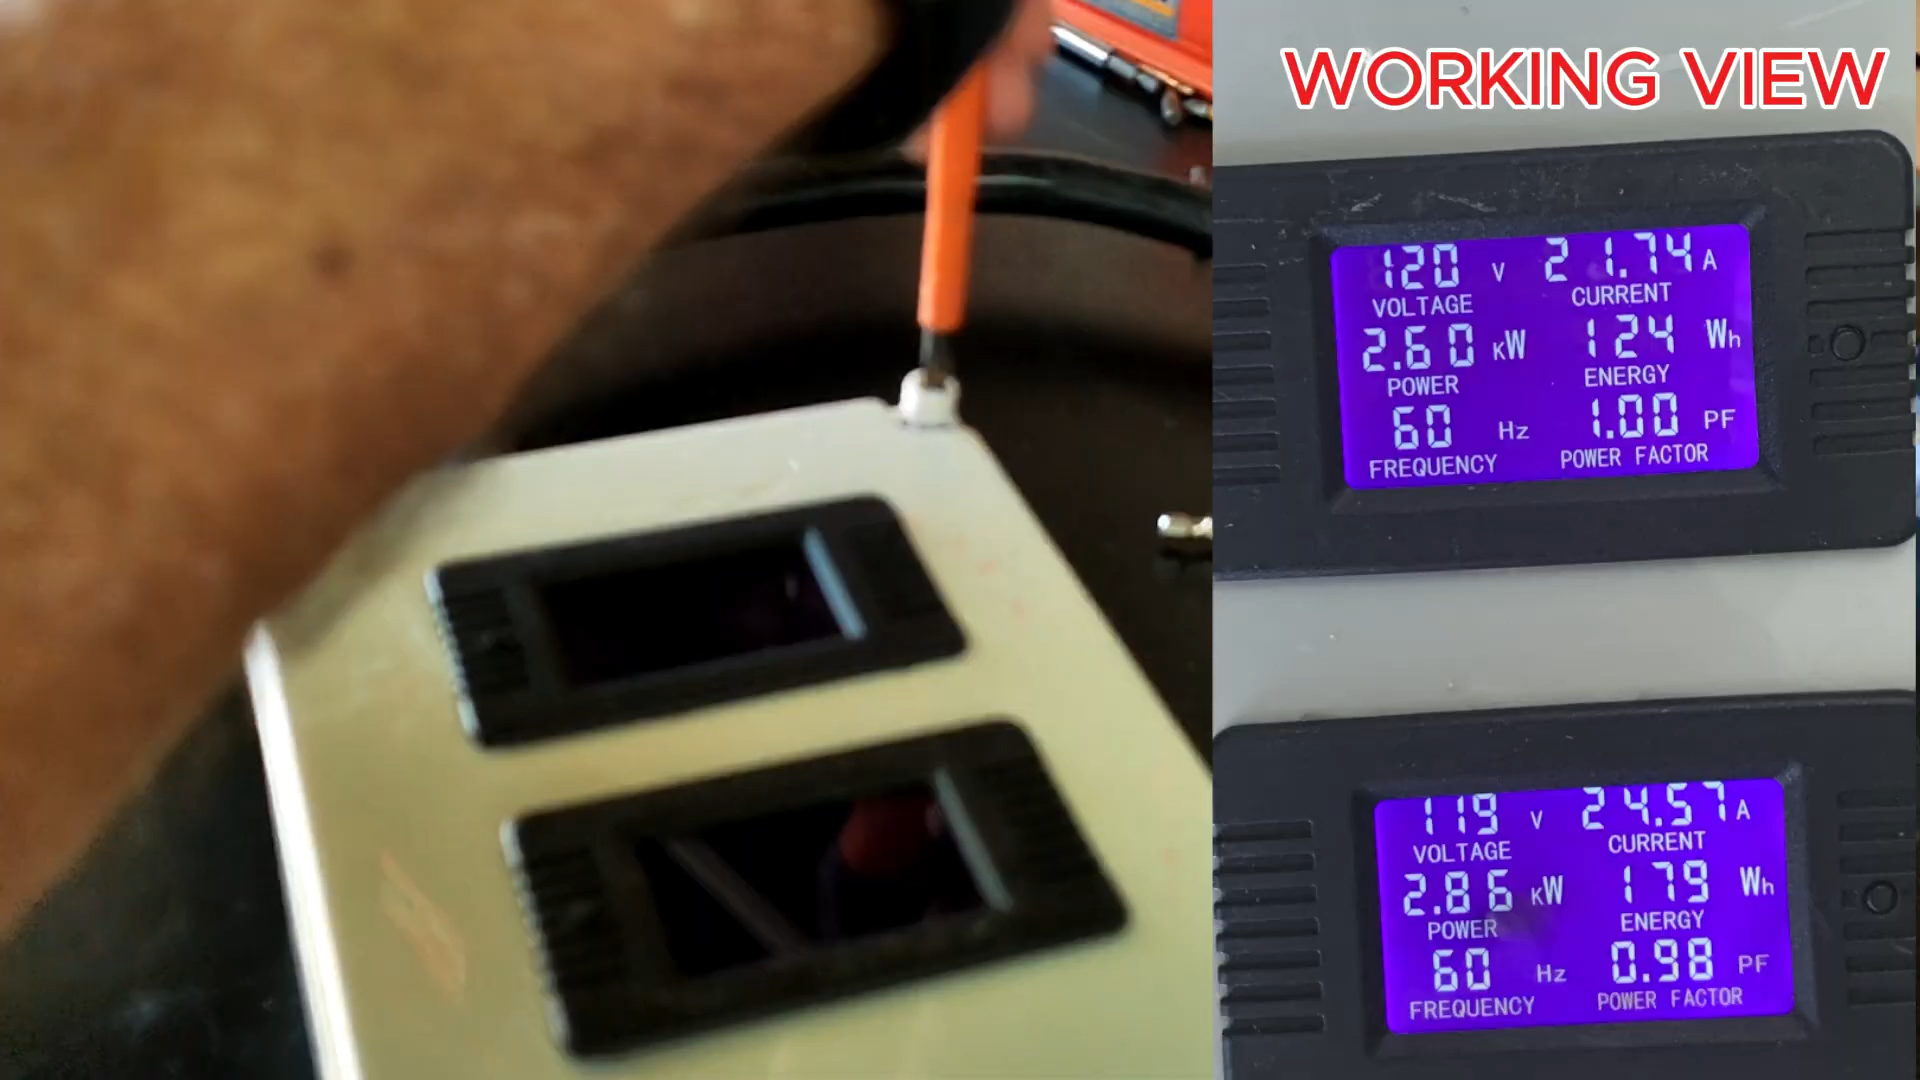 WORKING VIEW
120 V 21.74 A
VOLTAGE CURRENT
2.60 KW 124 Wh
POWER ENERGY
60 Hz 1.00 PF
FREQUENCY POWER FACTOR
119 V 24.57 A
VOLTAGE CURRENT
2.86 KW 179 Wh
POWER ENERGY
60 Hz 0.98 PF
FREQUENCY POWER FACTOR